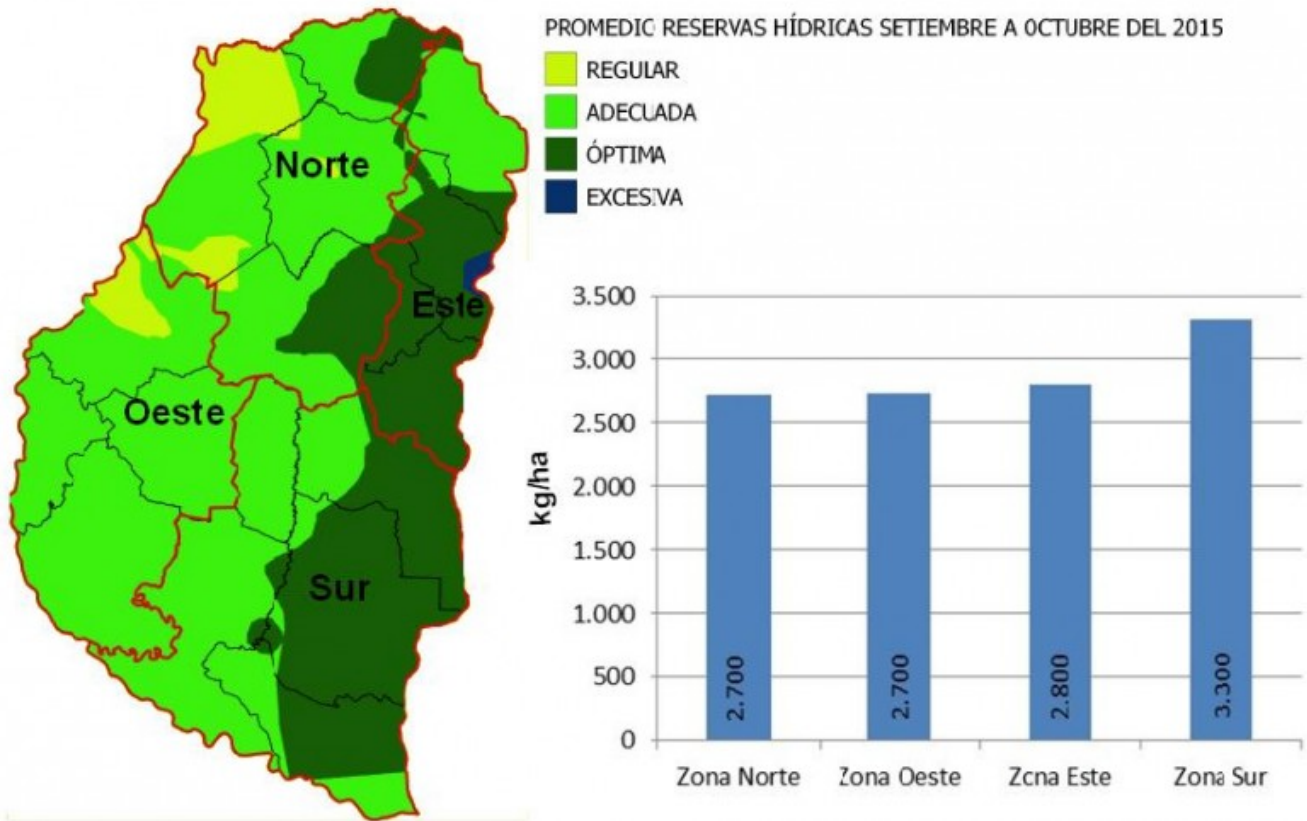 PROMEDIO RESERVAS HÍDRICAS SETIEMBRE A OCTUBRE DEL 2015
REGULAR
ADECUADA
ÓPTIMA
EXCESIVA
Norte
Este
Oeste
Sur
3.500
3.000
2.500
2.000
1.500
1.000
500
0
kg/ha
2.700
2.700
2.800
3.300
Zona Norte
Zona Oeste
Zona Este
Zona Sur